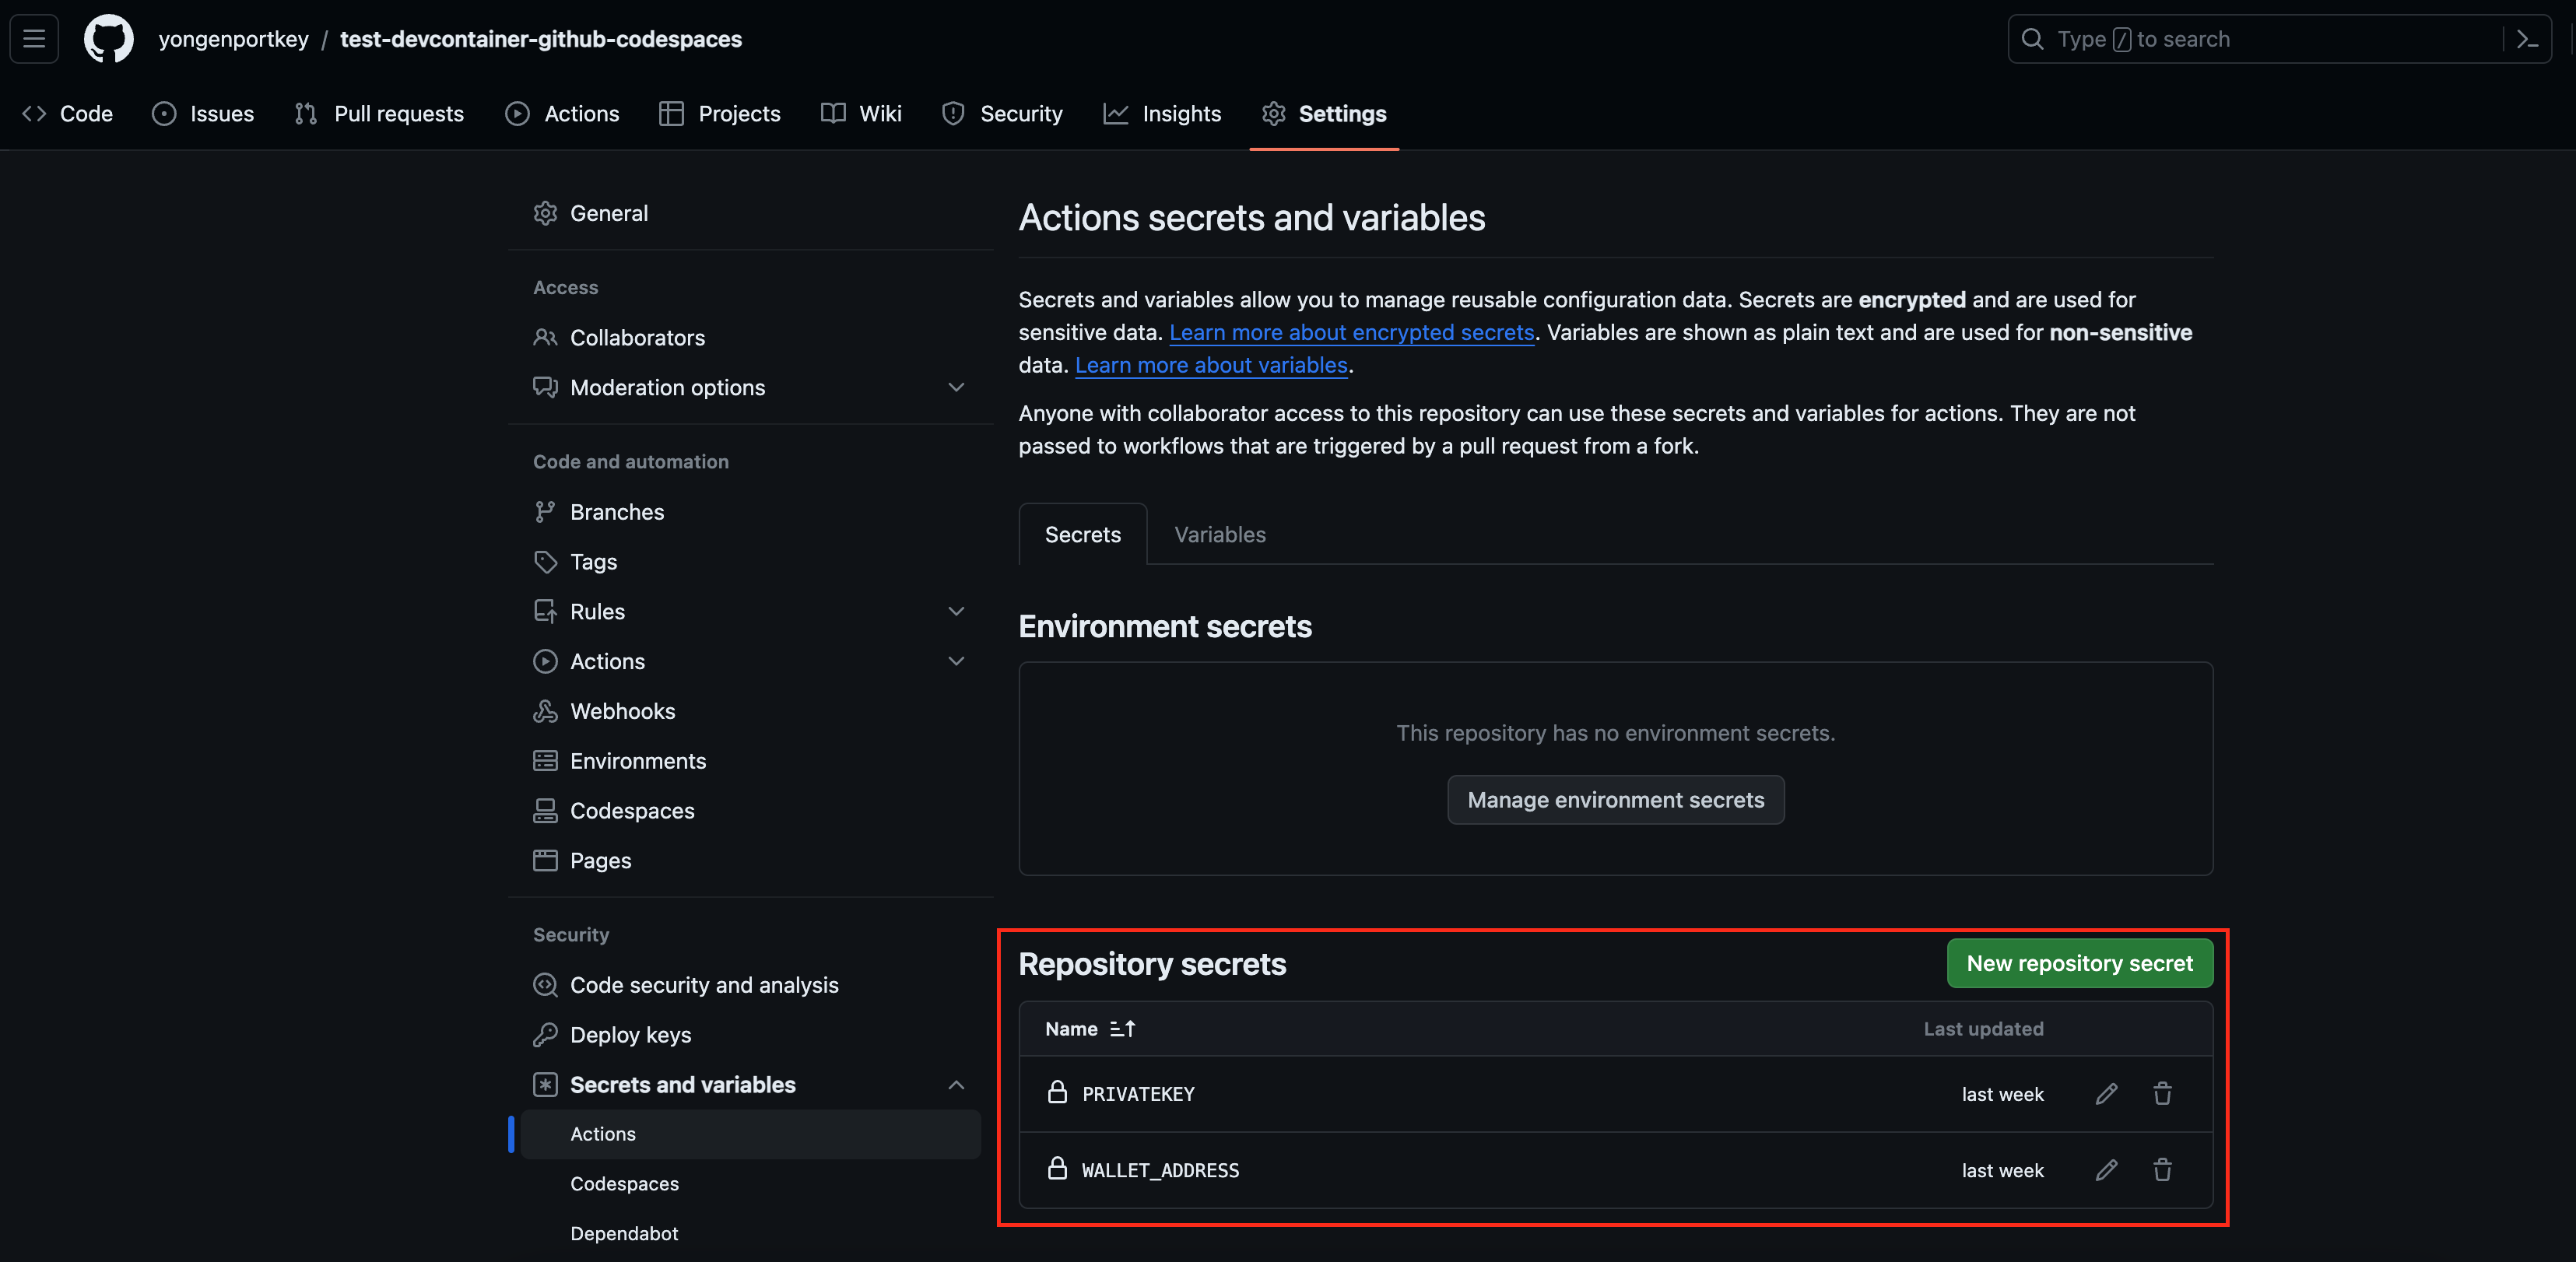 yongenportkey / test-devcontainer-github-codespaces
Type / to search
Code
Issues
Pull requests
Actions
Projects
Wiki
Security
Insights
Settings
General
Access
Collaborators
Moderation options
Code and automation
Branches
Tags
Rules
Actions
Webhooks
Environments
Codespaces
Pages
Security
Code security and analysis
Deploy keys
Secrets and variables
Actions
Codespaces
Dependabot
Actions secrets and variables
Secrets and variables allow you to manage reusable configuration data. Secrets are encrypted and are used for
sensitive data. Learn more about encrypted secrets. Variables are shown as plain text and are used for non-sensitive
data. Learn more about variables.
Anyone with collaborator access to this repository can use these secrets and variables for actions. They are not
passed to workflows that are triggered by a pull request from a fork.
Secrets
Variables
Environment secrets
This repository has no environment secrets.
Manage environment secrets
Repository secrets
New repository secret
Name
Last updated
PRIVATEKEY
last week
WALLET_ADDRESS
last week